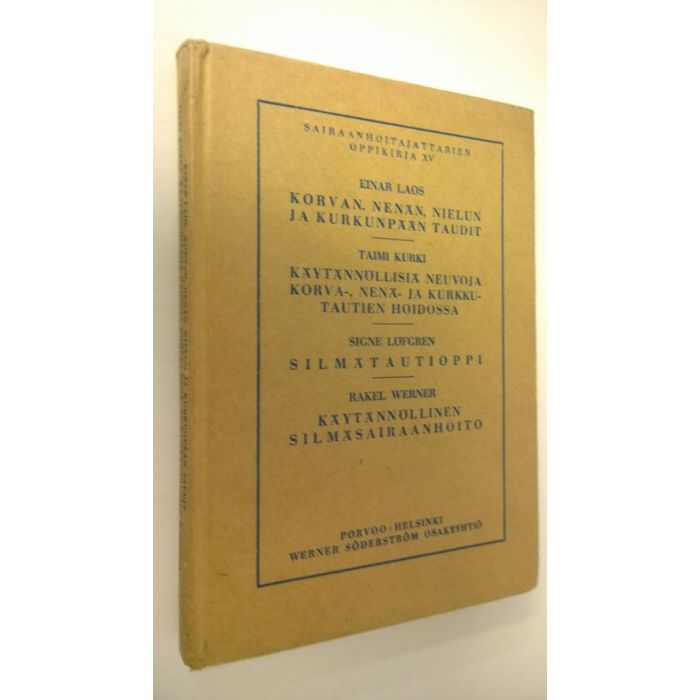 SAIRAANHOITAJATTARIEN
OPPIKIRJA XV
EINAR LAOS
KORVAN, NENÄN, NIELUN
JA KURKUNPÄÄN TAUDIT
TAIMI KURKI
KÄYTÄNNÖLLISIÄ NEUVOJA
KORVA-, NENÄ- JA KURKKU-
TAUTIEN HOIDOSSA
SIGNE LÖFGREN
SILMÄTAUTIOPPI
RAKEL WERNER
KÄYTÄNNÖLLINEN
SILMÄSAIRAANHOITO
PORVOO/HELSINKI
WERNER SÖDERSTRÖM OSAKEYHTIÖ